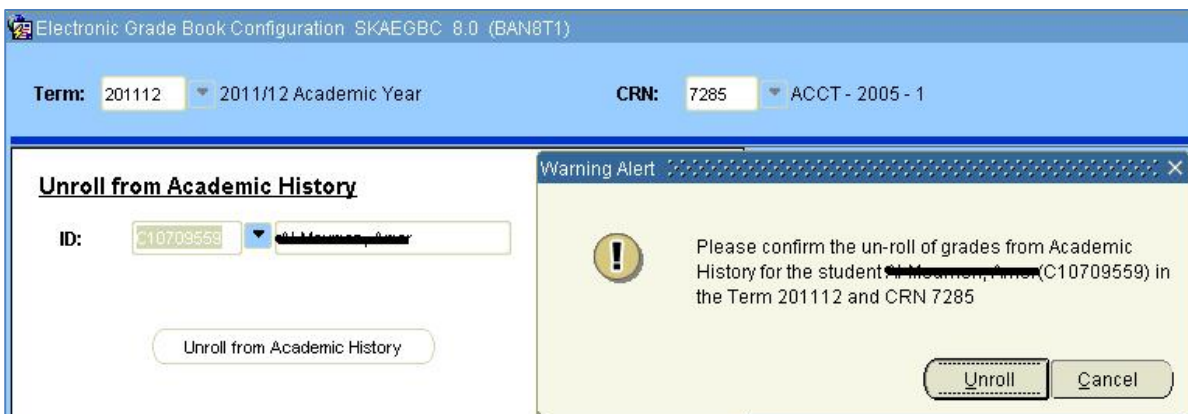 Electronic Grade Book Configuration SKAEGBC 8.0 (BAN8T1)
Term: 201112 2011/12 Academic Year CRN: 7285 ACCT - 2005 - 1
Unroll from Academic History
ID: C10709559
Unroll from Academic History
Warning Alert
Please confirm the un-roll of grades from Academic
History for the student (C10709559) in
the Term 201112 and CRN 7285
Unroll Cancel